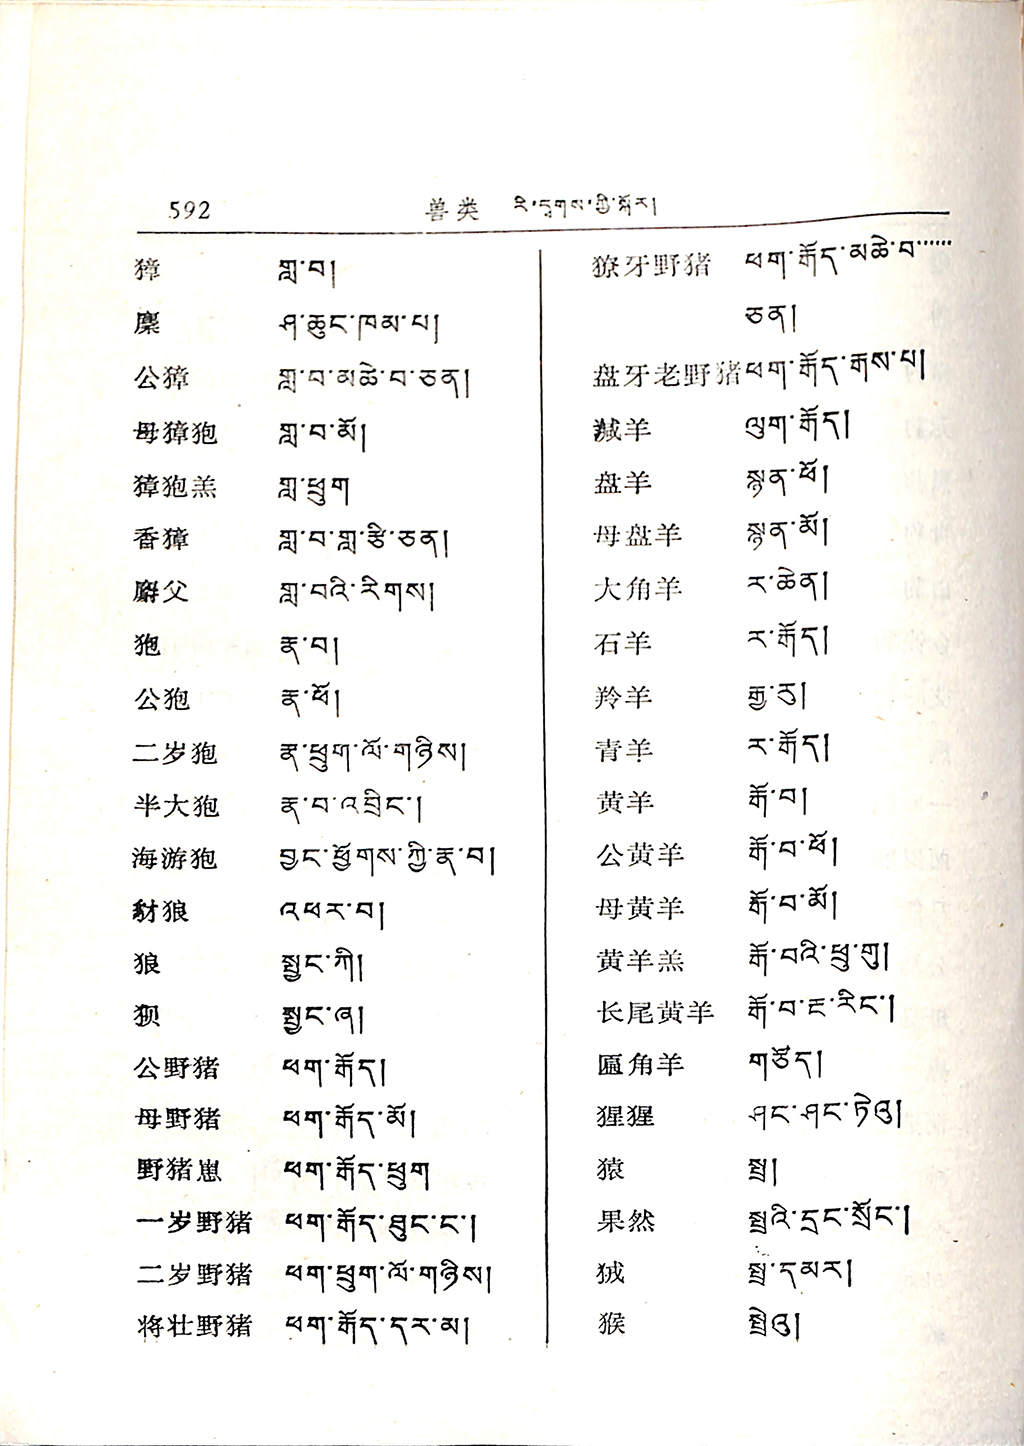 592 兽类 རི་དྭགས་ཀྱི་སྐོར།
獐 གླ་བ།
麇 ཤ་ཆུང་ཁམ་པ།
公獐 གླ་བ་མཆེ་བ་ཅན།
母獐狍 གླ་བ་མོ།
獐狍羔 གླ་ཕྲུག
香獐 གླ་བ་གླ་རྩི་ཅན།
麝父 གླ་བའི་རིགས།
狍 ན་བ།
公狍 ན་ཕོ།
二岁狍 ན་ཕྲུག་ལོ་གཉིས།
半大狍 ན་བ་འབྲིང་།
海游狍 བྱང་ཕྱོགས་ཀྱི་ན་བ།
豺狼 འཕར་བ།
狼 སྤྱང་ཀི།
狈 སྤྱང་ཞ།
公野猪 ཕག་རྒོད།
母野猪 ཕག་རྒོད་མོ།
野猪崽 ཕག་རྒོད་ཕྲུག
一岁野猪 ཕག་རྒོད་ཐུང་ང་།
二岁野猪 ཕག་ཕྲུག་ལོ་གཉིས།
将壮野猪 ཕག་རྒོད་དར་མ།
獠牙野猪 ཕག་རྒོད་མཆེ་བ……
ཅན།
盘牙老野猪 ཕག་རྒོད་རྒས་པ།
羬羊 ལུག་རྒོད།
盘羊 གཉན་ཕོ།
母盘羊 གཉན་མོ།
大角羊 ར་ཆེན།
石羊 ར་རྒོད།
羚羊 རྒྱ་རུ།
青羊 ར་རྒོད།
黄羊 རྒོ་བ།
公黄羊 རྒོ་བ་ཕོ།
母黄羊 རྒོ་བ་མོ།
黄羊羔 རྒོ་བའི་ཕྲུ་གུ།
长尾黄羊 རྒོ་བ་ང་རིང་།
匾角羊 གཙོད།
猩猩 ཤང་ཤང་ཏེའུ།
猿 སྤྲ།
果然 སྤྲའི་དྲང་སྲོང་།
狨 སྤྲ་དམར།
猴 སྤྲེའུ།